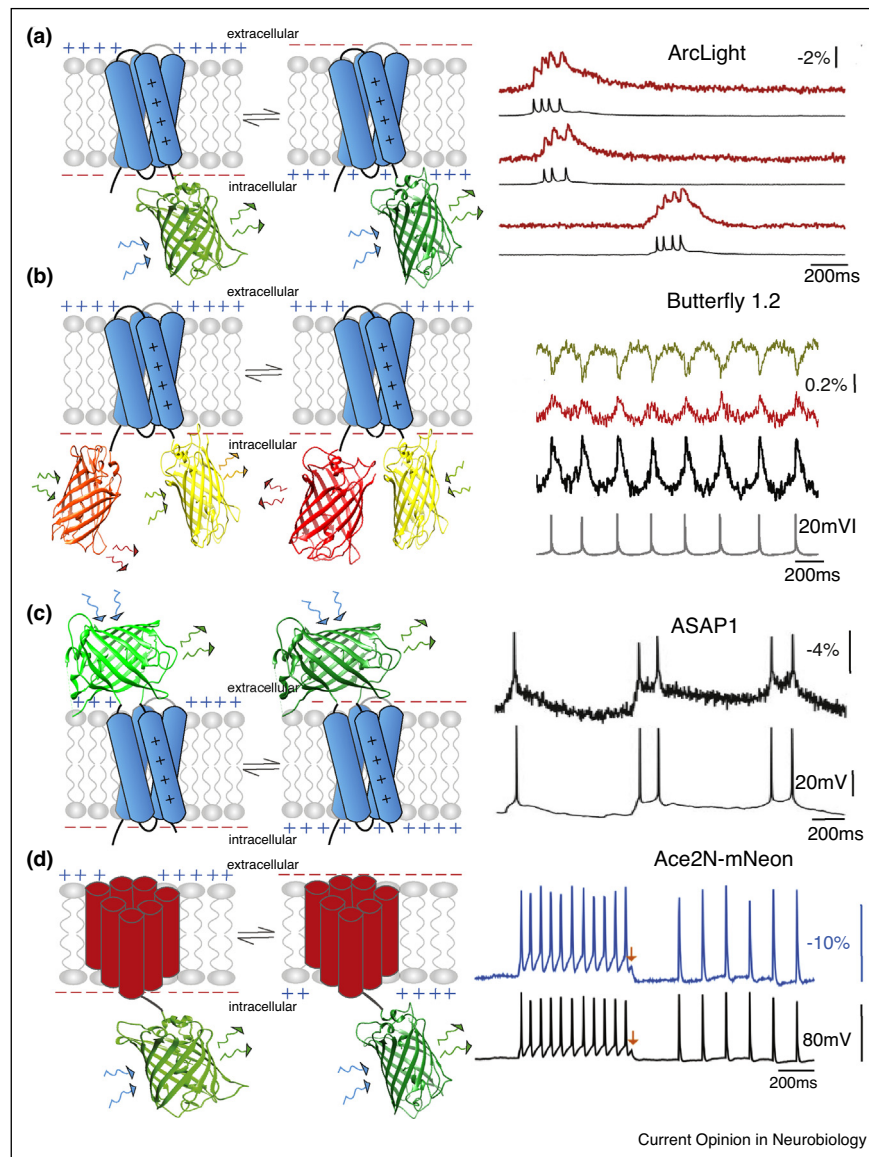 (a)
extracellular
+ + + +
+ + + + +
intracellular
+ + +
+ + + +
+
+
+
+
ArcLight
-2%
200ms
(b)
extracellular
+ + + + +
+ + + + +
+ + + + +
+ + + + +
intracellular
+
+
+
+
+
+
+
+
Butterfly 1.2
0.2%
20mVI
200ms
(c)
extracellular
+ + + +
+ + + +
intracellular
+ + +
+ + + +
+
+
+
+
+
+
+
+
ASAP1
-4%
20mV
200ms
(d)
extracellular
+ + + +
+ + + + +
intracellular
+ +
+ + + +
Ace2N-mNeon
-10%
80mV
200ms
Current Opinion in Neurobiology